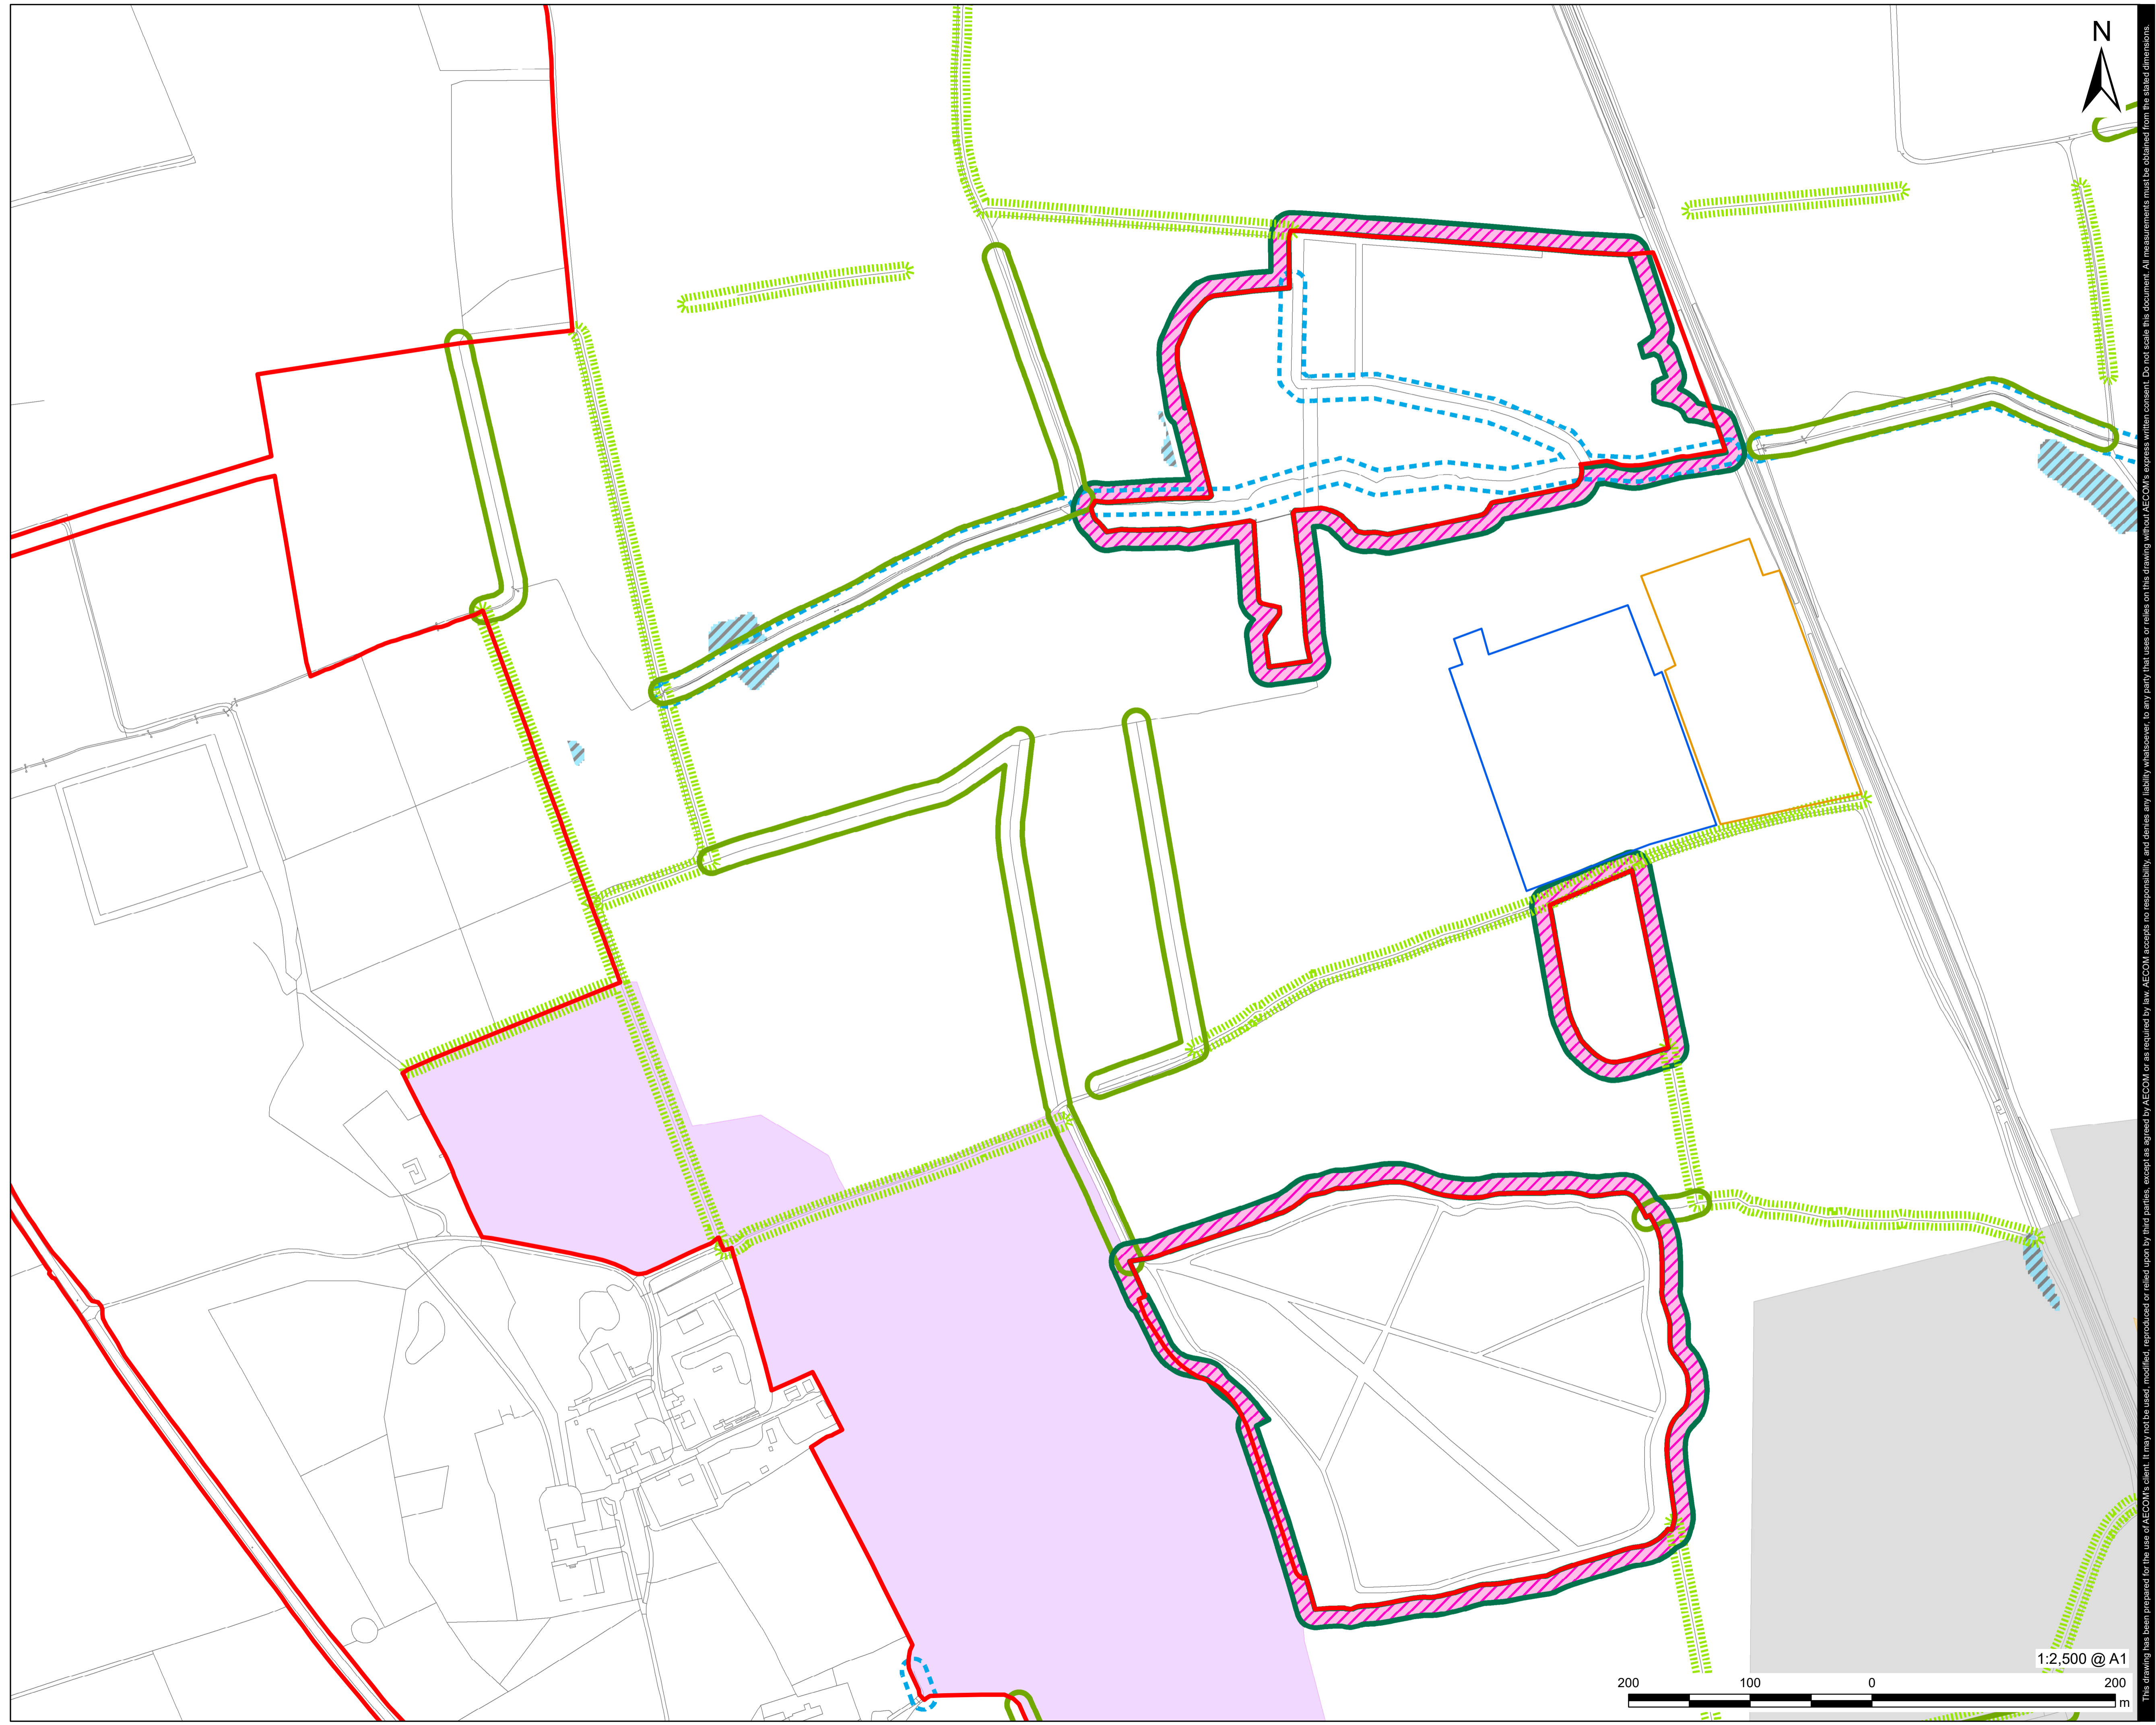 N
This drawing has been prepared for the use of AECOM's client. It may not be used, modified, reproduced or relied upon by third parties, except as agreed by AECOM or as required by law. AECOM accepts no responsibility, and denies any liability whatsoever, to any party that uses or relies on this drawing without AECOM's express written consent. Do not scale this document. All measurements must be obtained from the stated dimensions.
1:2,500 @ A1
200 100 0 200
m